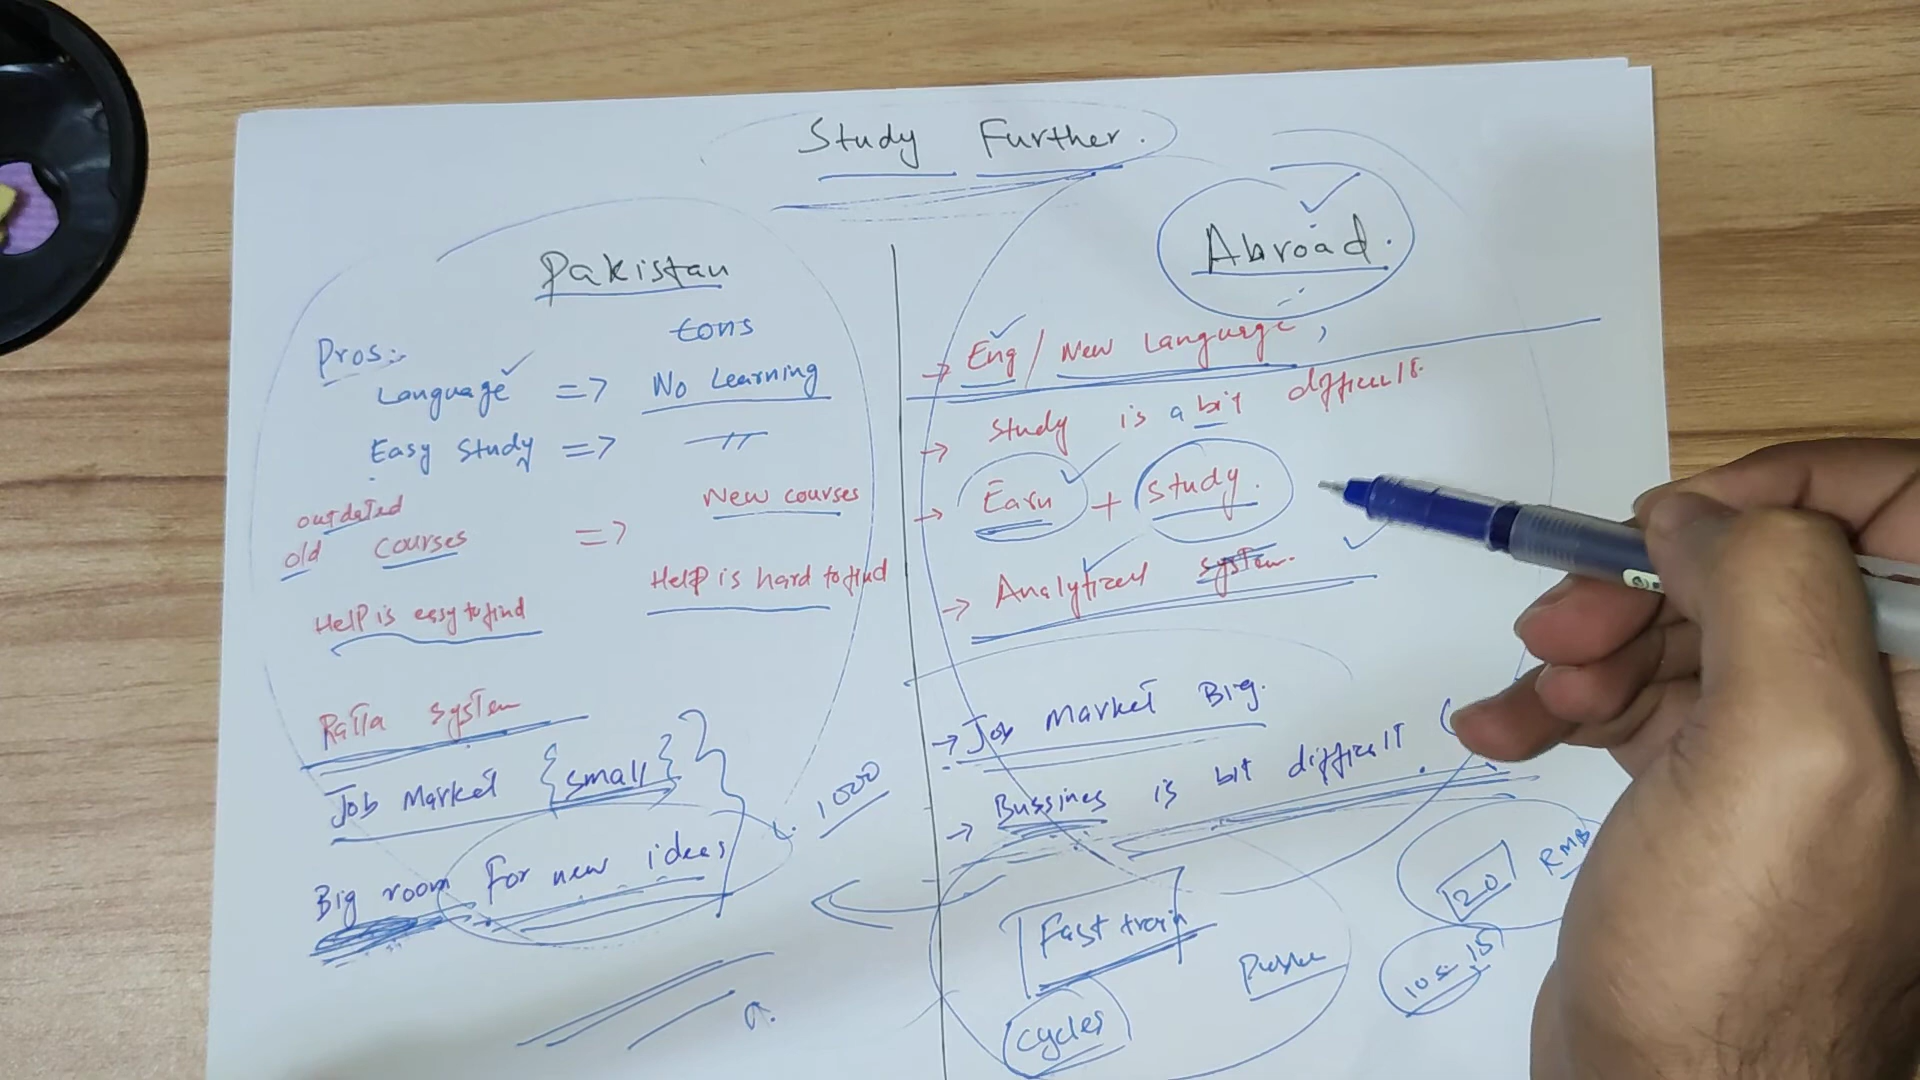 Study Further.
Pakistan
Pros:-
cons
Language => No Learning
Easy Study =>
outdated
old courses => New courses
Help is easy to find
Help is hard to find
Ratta system
Job Market {small}
1000
Big room for new ideas
Abroad.
→ Eng / New Language,
→ Study is a bit difficult.
→ Earn + Study.
→ Analytical system.
→ Job Market Big.
→ Bussines is bit difficult (
Fast train
cycles
20 RMB